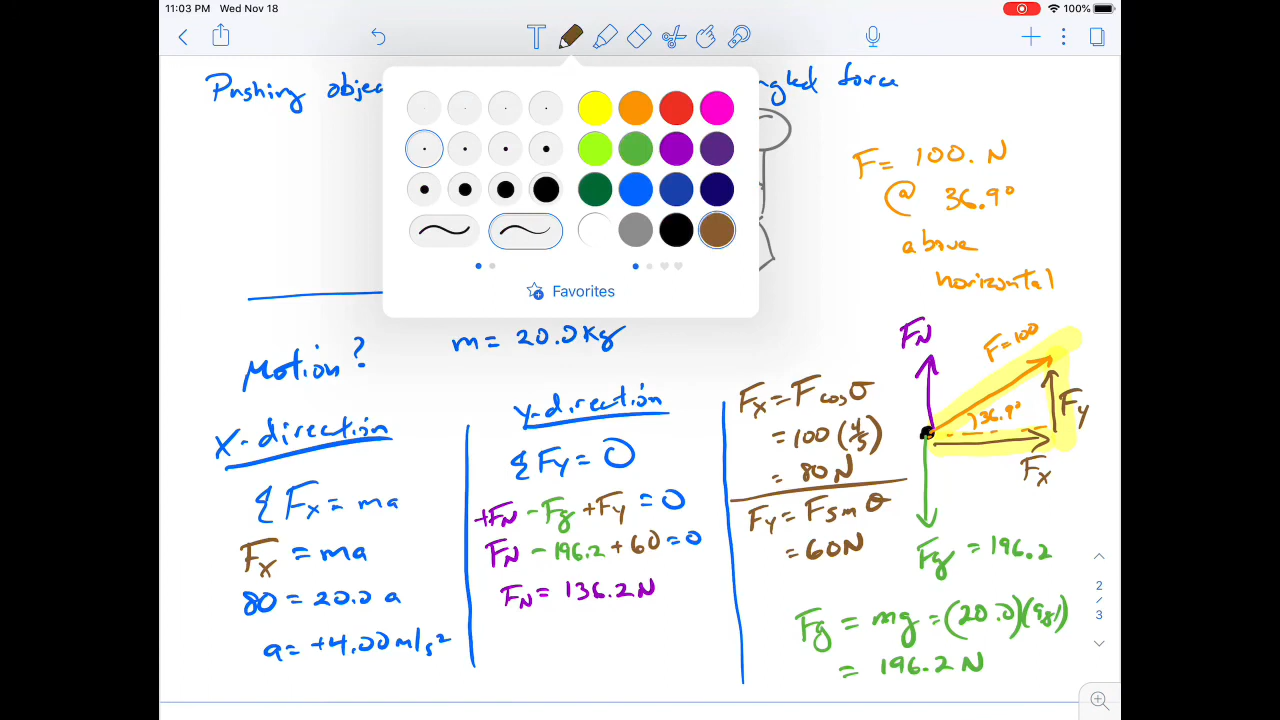 11:03 PM Wed Nov 18
100%
T
Pushing objec
ngled force
Favorites
F = 100. N
@ 36.9°
above
horizontal
m = 20.0 kg
Motion?
X-direction
ΣFx = ma
Fx = ma
80 = 20.0 a
a = +4.00 m/s²
Y-direction
ΣFy = 0
+FN - Fg + Fy = 0
FN - 196.2 + 60 = 0
FN = 136.2 N
Fx = F cos θ
= 100 (4/5)
= 80 N
Fy = F sin θ
= 60 N
FN
F = 100
36.9°
Fy
Fx
Fg = 196.2
Fg = mg = (20.0)(9.81)
= 196.2 N
2
/
3